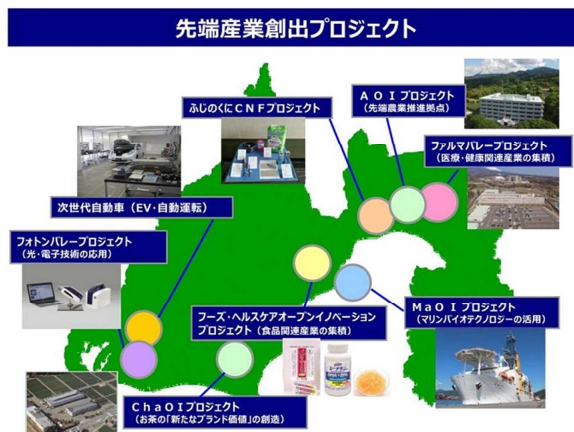 先端産業創出プロジェクト
ふじのくにCNFプロジェクト
AOIプロジェクト
(先端農業推進拠点)
ファルマバレープロジェクト
(医療・健康関連産業の集積)
次世代自動車(EV・自動運転)
フォトンバレープロジェクト
(光・電子技術の応用)
フーズ・ヘルスケアオープンイノベーション
プロジェクト(食品関連産業の集積)
MaOIプロジェクト
(マリンバイオテクノロジーの活用)
ChaOIプロジェクト
(お茶の「新たなブランド価値」の創造)